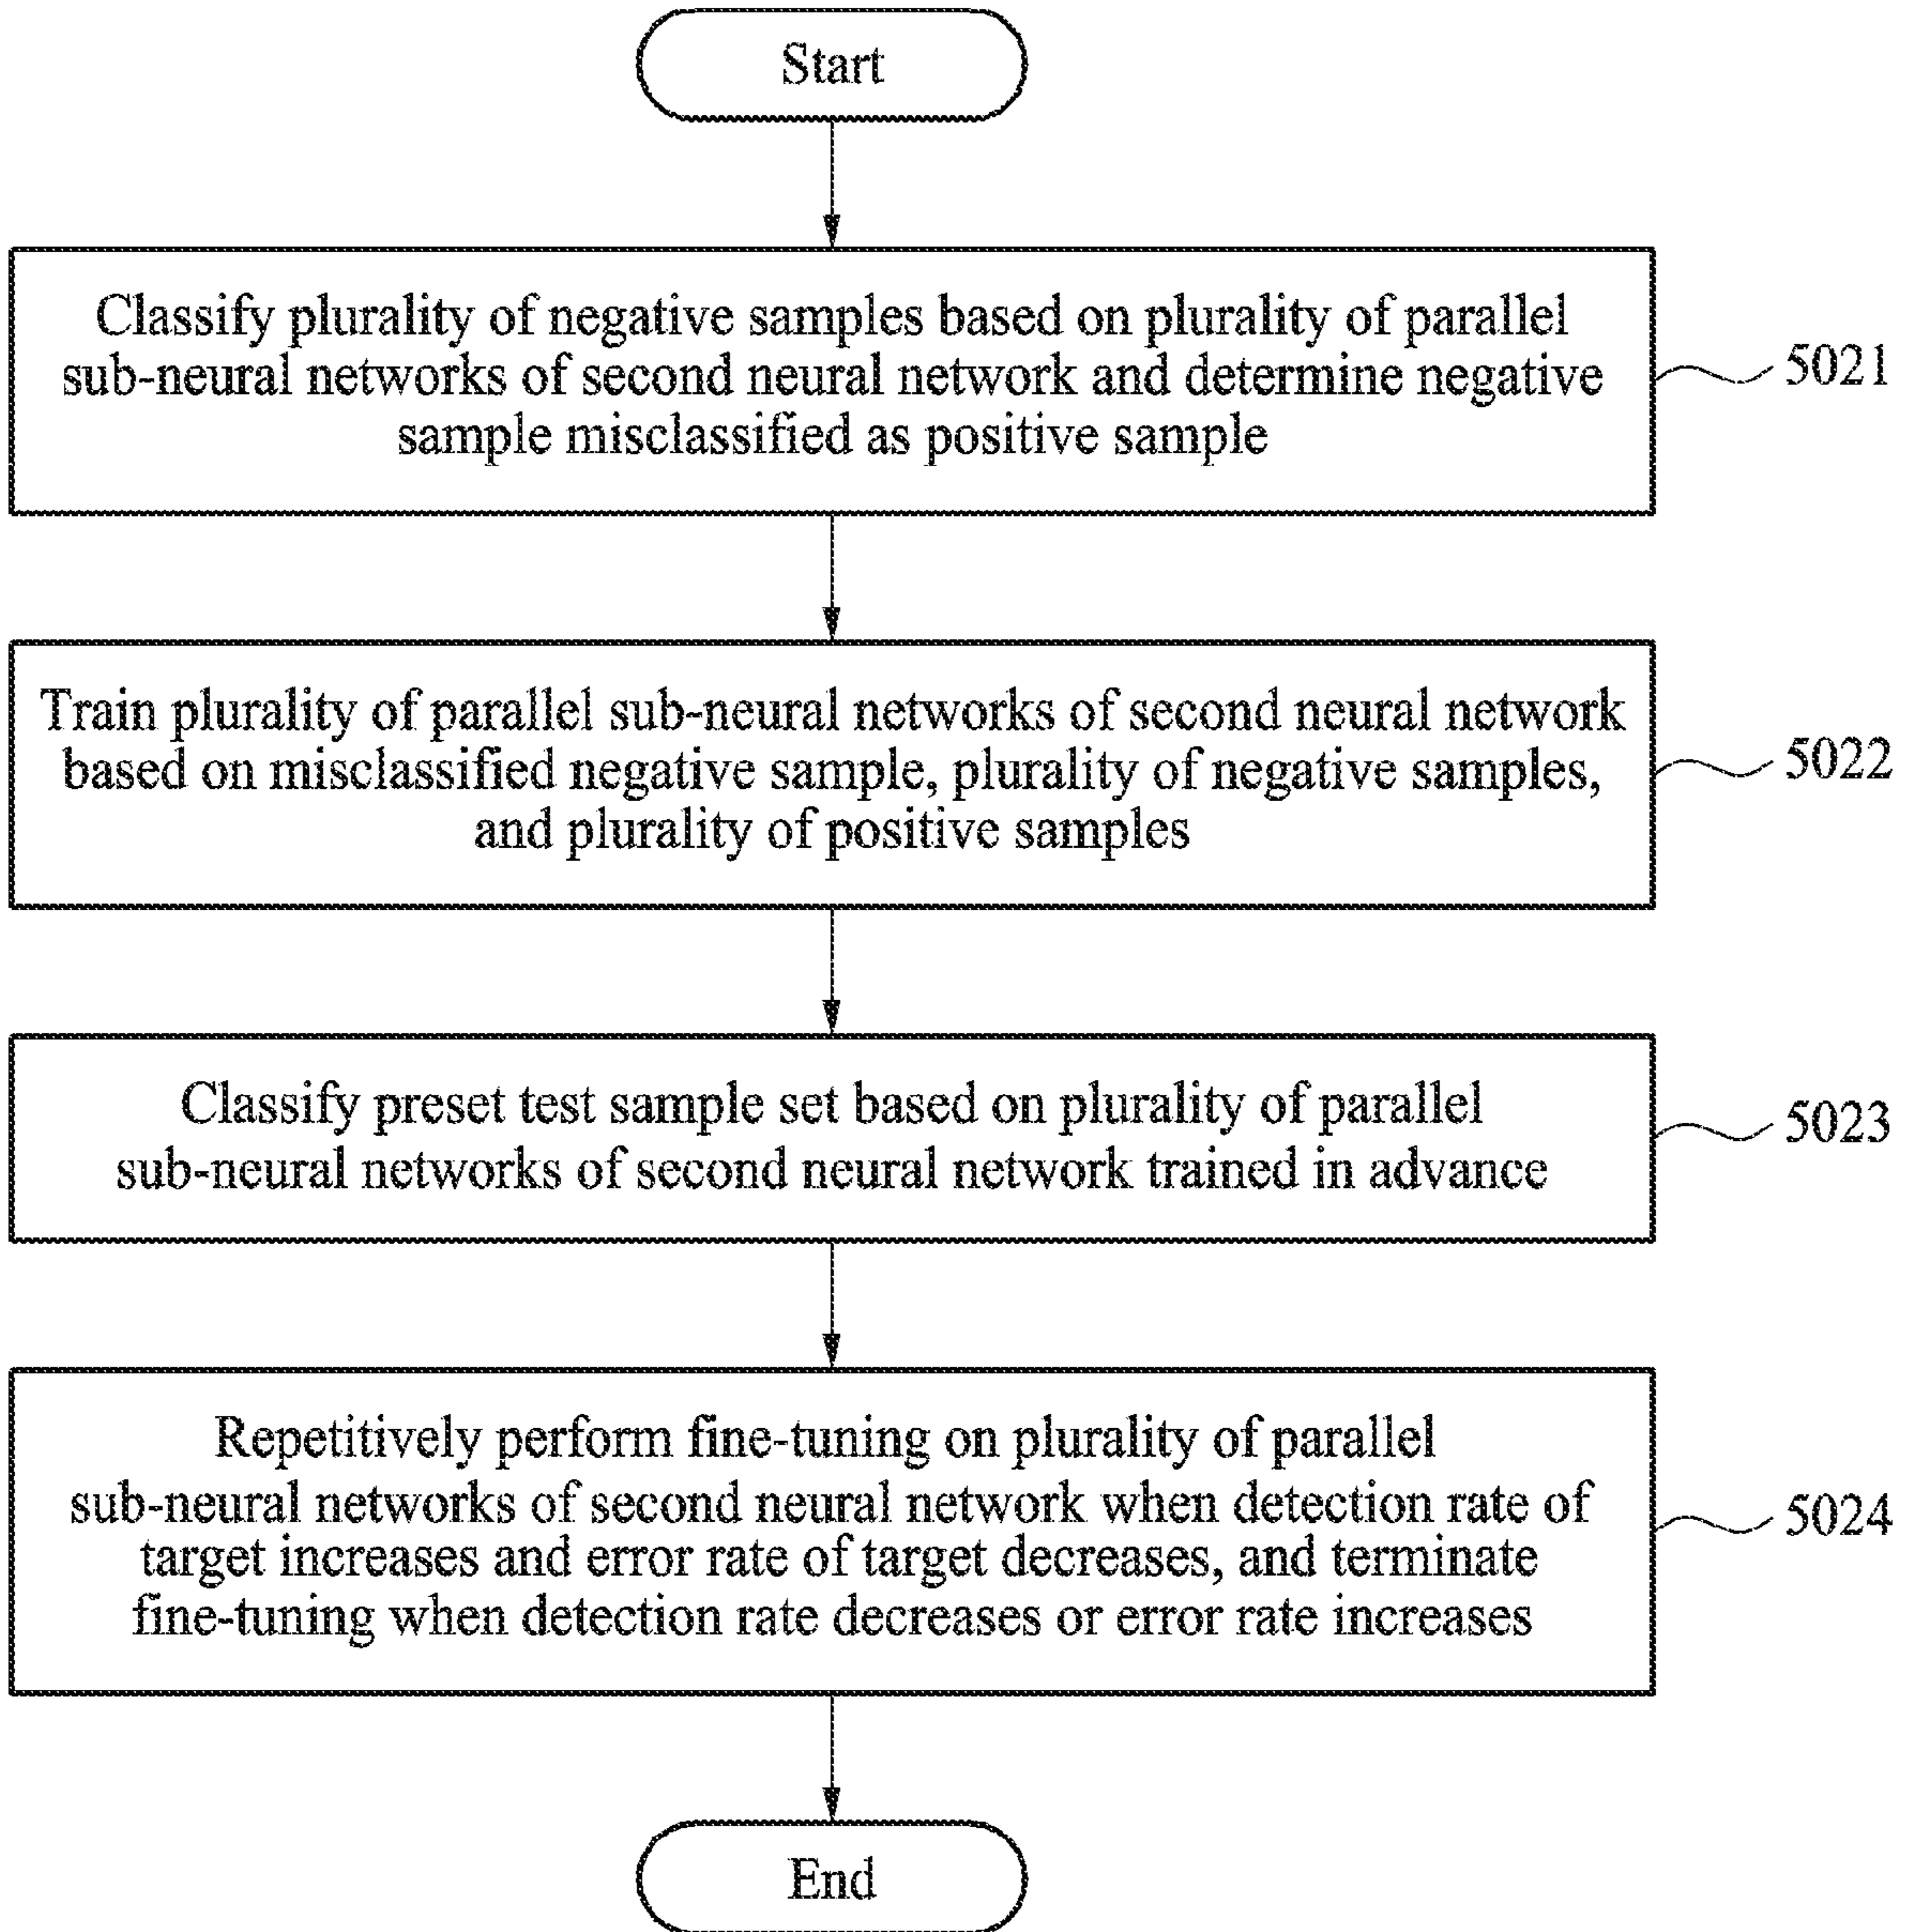 Start
Classify plurality of negative samples based on plurality of parallel
sub-neural networks of second neural network and determine negative
sample misclassified as positive sample
5021
Train plurality of parallel sub-neural networks of second neural network
based on misclassified negative sample, plurality of negative samples,
and plurality of positive samples
5022
Classify preset test sample set based on plurality of parallel
sub-neural networks of second neural network trained in advance
5023
Repetitively perform fine-tuning on plurality of parallel
sub-neural networks of second neural network when detection rate of
target increases and error rate of target decreases, and terminate
fine-tuning when detection rate decreases or error rate increases
5024
End